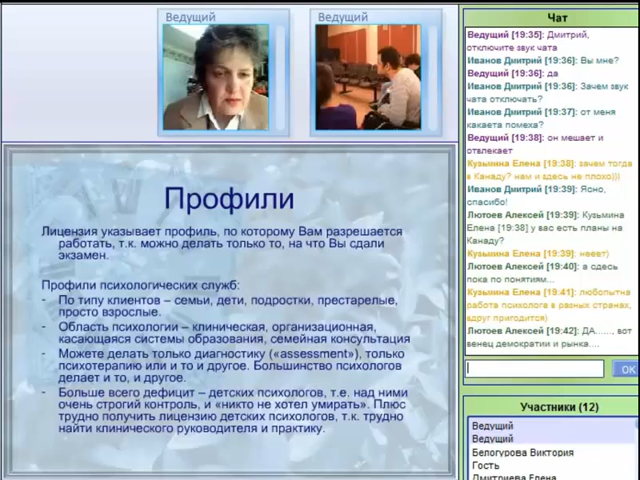 Ведущий
Ведущий
Профили
Лицензия указывает профиль, по которому Вам разрешается
работать, т.к. можно делать только то, на что Вы сдали
экзамен.
Профили психологических служб:
- По типу клиентов – семьи, дети, подростки, престарелые,
просто взрослые.
- Область психологии – клиническая, организационная,
касающаяся системы образования, семейная консультация
- Можете делать только диагностику («assessment»), только
психотерапию или то и другое. Большинство психологов
делает и то, и другое.
- Больше всего дефицит – детских психологов, т.е. над ними
очень строгий контроль, и «никто не хотел умирать». Плюс
трудно получить лицензию детских психологов, т.к. трудно
найти клинического руководителя и практику.
Чат
Ведущий [19:35]: Дмитрий,
отключите звук чата
Иванов Дмитрий [19:36]: Вы мне?
Ведущий [19:36]: да
Иванов Дмитрий [19:36]: Зачем звук
чата отключать?
Иванов Дмитрий [19:37]: от меня
какаета помеха?
Ведущий [19:38]: он мешает и
отвлекает
Кузьмина Елена [19:38]: зачем тогда
в Канаду? нам и здесь не плохо)))
Иванов Дмитрий [19:39]: Ясно,
спасибо!
Лютоев Алексей [19:39]: Кузьмина
Елена [19:38] у вас есть планы на
Канаду?
Кузьмина Елена [19:39]: неет)
Лютоев Алексей [19:40]: а здесь
пока по понятиям...
Кузьмина Елена [19:41]: любопытна
работа психолога в разных странах,
вдруг пригодится)
Лютоев Алексей [19:42]: ДА......, вот
венец демократии и рынка....
ОК
Участники (12)
Ведущий
Ведущий
Белогурова Виктория
Гость
Дмитриева Елена